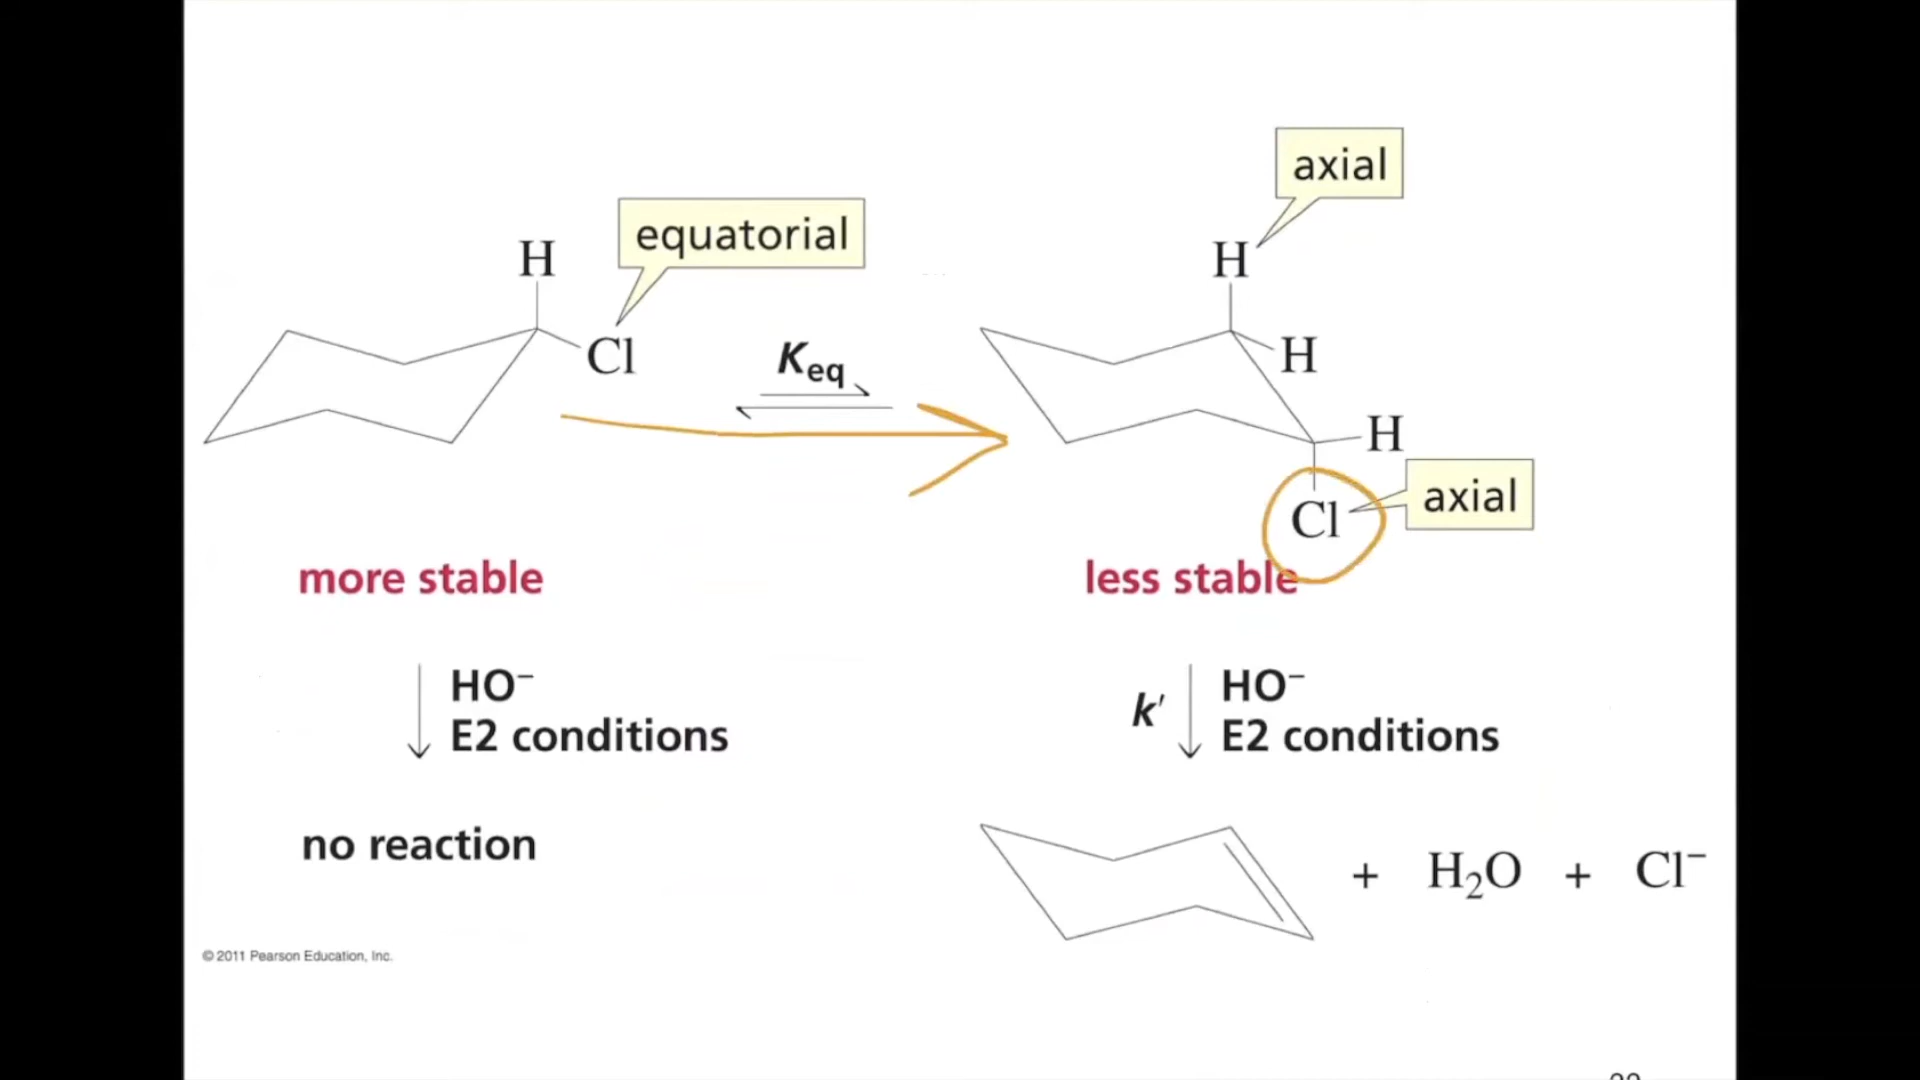 axial
equatorial
H
H
Cl
H
H
Cl
axial
Keq
more stable
less stable
HO⁻
E2 conditions
k′
HO⁻
E2 conditions
no reaction
+ H₂O + Cl⁻
© 2011 Pearson Education, Inc.